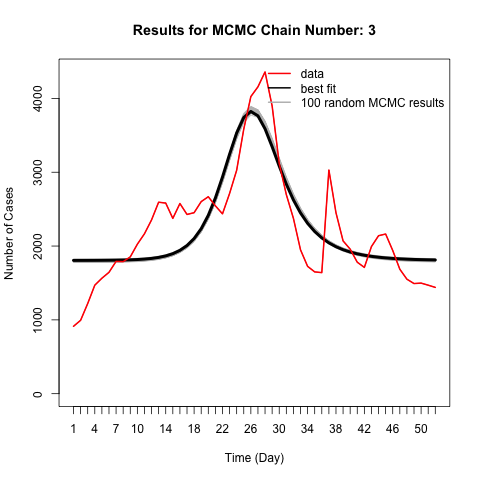 Results for MCMC Chain Number: 3
data
best fit
100 random MCMC results
Number of Cases
4000
3000
2000
1000
0
1 4 7 10 14 18 22 26 30 34 38 42 46 50
Time (Day)